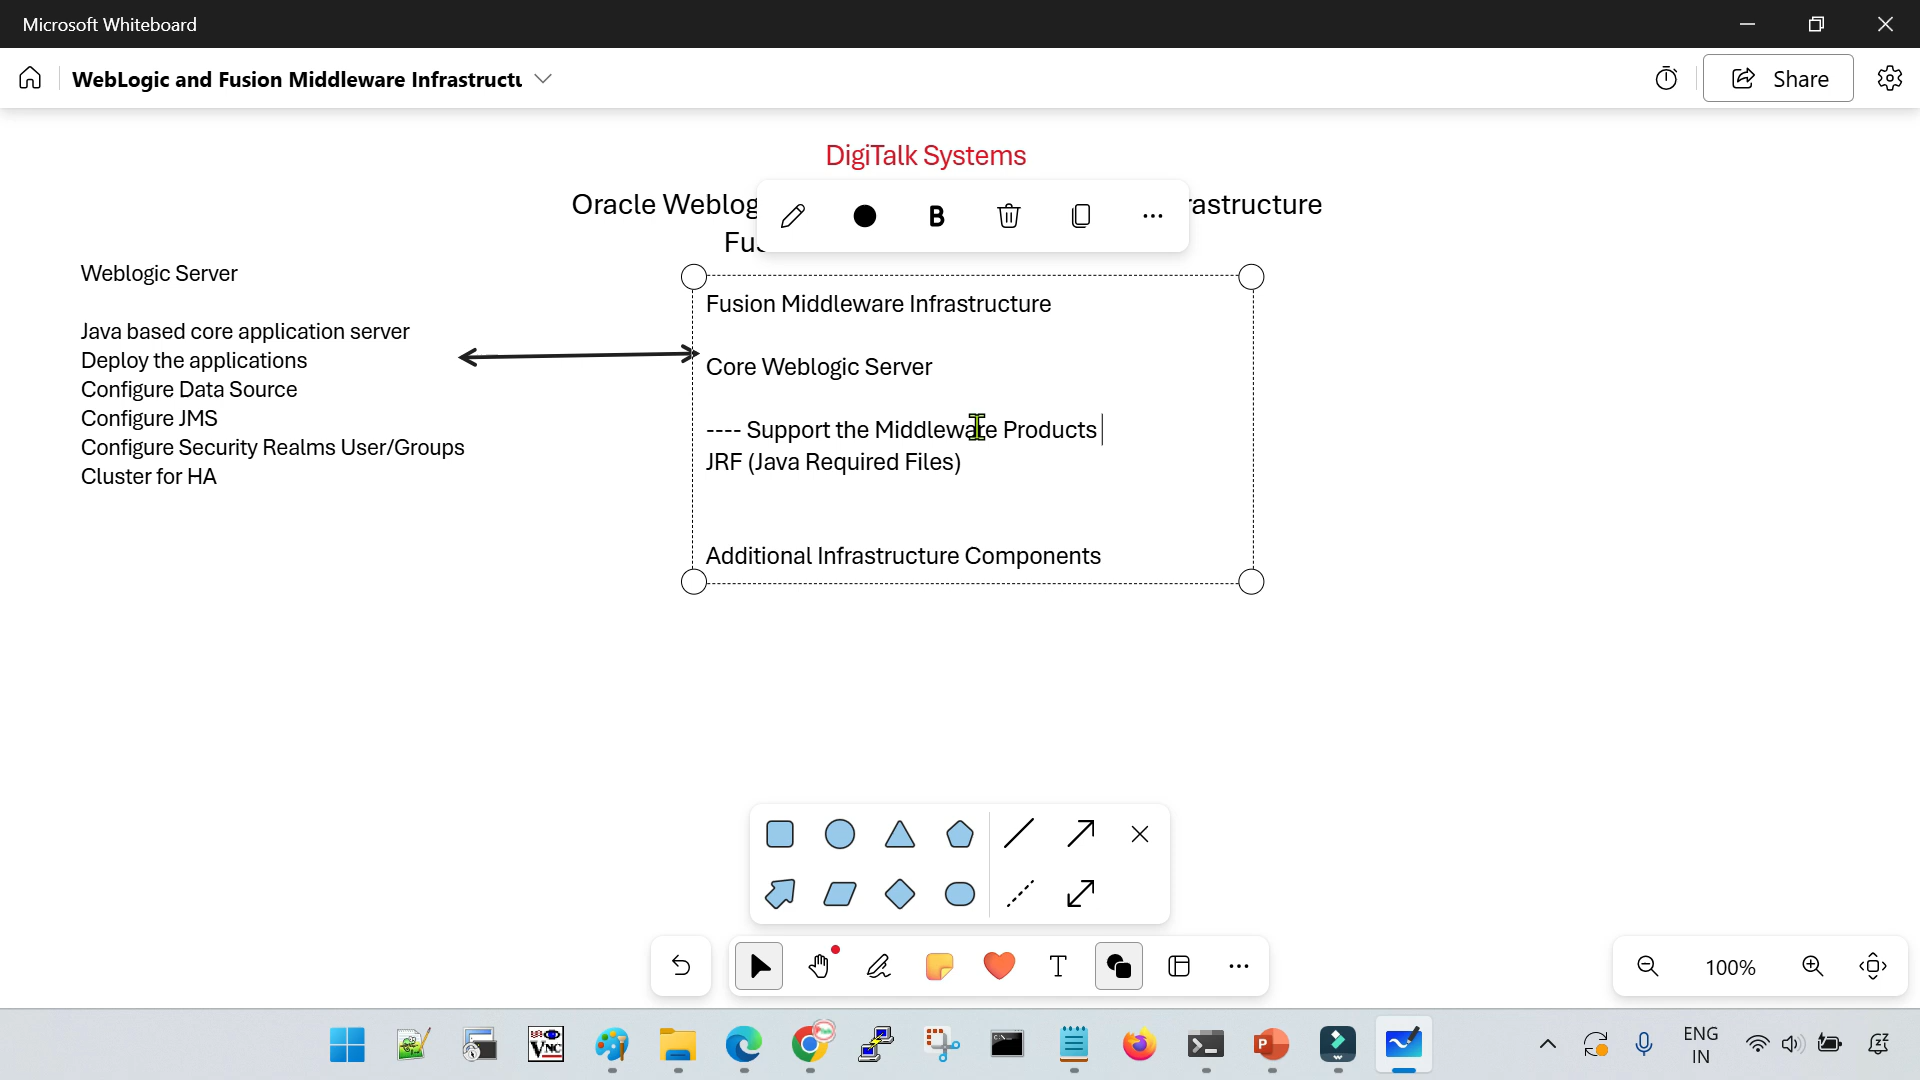 Microsoft Whiteboard
WebLogic and Fusion Middleware Infrastructu
Share
DigiTalk Systems
Oracle Weblog
rastructure
Fus
Weblogic Server
Java based core application server
Deploy the applications
Configure Data Source
Configure JMS
Configure Security Realms User/Groups
Cluster for HA
B
Fusion Middleware Infrastructure
Core Weblogic Server
---- Support the Middleware Products
JRF (Java Required Files)
Additional Infrastructure Components
T
100%
ENG
IN